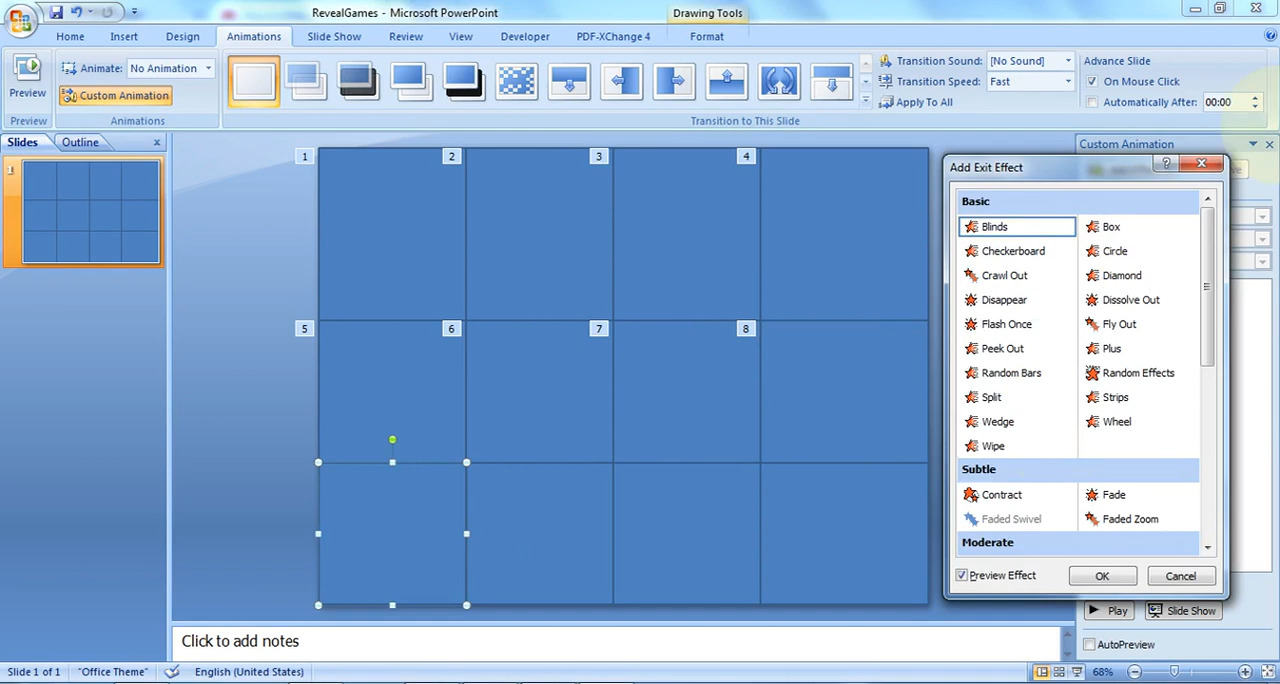 RevealGames - Microsoft PowerPoint
Drawing Tools
Home Insert Design Animations Slide Show Review View Developer PDF-XChange 4 Format
Preview
Preview
Animate: No Animation
Custom Animation
Animations
Transition Sound: [No Sound]
Transition Speed: Fast
Apply To All
Transition to This Slide
Advance Slide
On Mouse Click
Automatically After: 00:00
Slides Outline
1
1 2 3 4
5 6 7 8
Custom Animation
Add Exit Effect
Basic
Blinds Box
Checkerboard Circle
Crawl Out Diamond
Disappear Dissolve Out
Flash Once Fly Out
Peek Out Plus
Random Bars Random Effects
Split Strips
Wedge Wheel
Wipe
Subtle
Contract Fade
Faded Swivel Faded Zoom
Moderate
Preview Effect OK Cancel
Play Slide Show
AutoPreview
Click to add notes
Slide 1 of 1 "Office Theme" English (United States) 68%